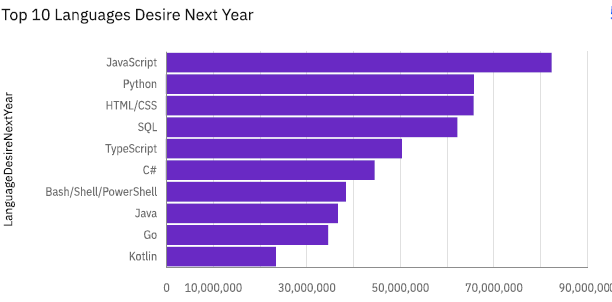 Top 10 Languages Desire Next Year
LanguageDesireNextYear
JavaScript
Python
HTML/CSS
SQL
TypeScript
C#
Bash/Shell/PowerShell
Java
Go
Kotlin
0 10,000,000 30,000,000 50,000,000 70,000,000 90,000,00